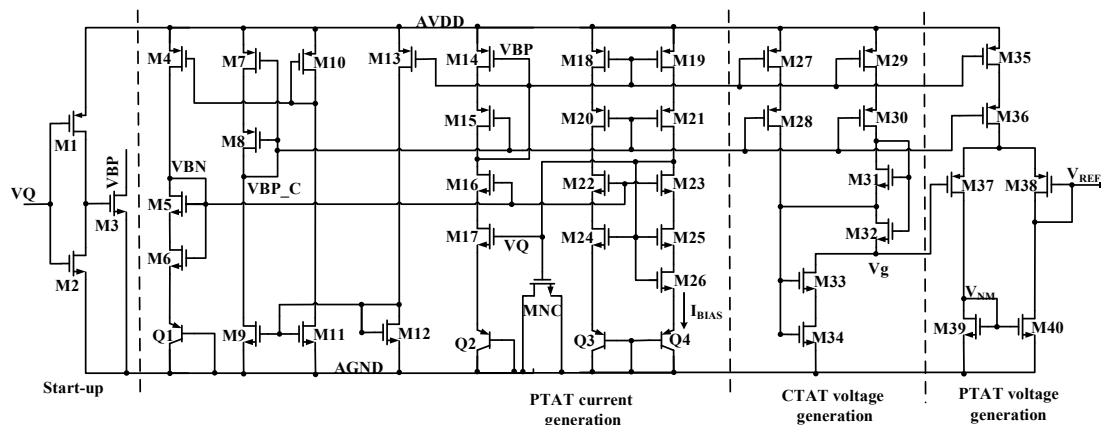 AVDD
M4
M7
M10
M13
M14
VBP
M18
M19
M27
M29
M35
M1
VBP
VQ
M3
M2
VBN
M8
VBP_C
M15
M20
M21
M28
M30
M36
M5
M6
M16
M22
M23
M31
M37
M38
VREF
M17
VQ
M24
M25
M32
M26
Vg
M33
MNC
IBIAS
VNM
Q1
M9
M11
M12
Q2
Q3
Q4
M34
M39
M40
AGND
Start-up
PTAT current
generation
CTAT voltage
generation
PTAT voltage
generation